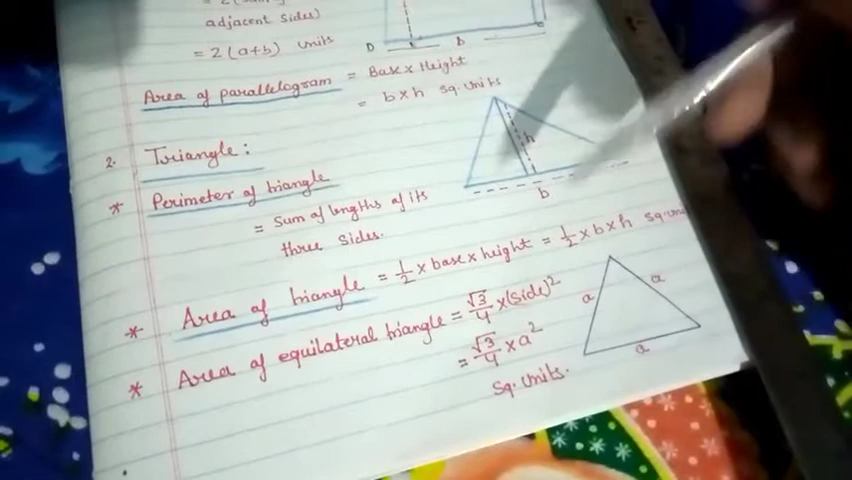 adjacent sides)
= 2(a+b) units
D
b
Area of parallelogram = Base x Height
= b x h sq. units
2. Triangle:
h
b
* Perimeter of triangle
= Sum of lengths of its
three sides.
* Area of triangle = 1/2 x base x height = 1/2 x b x h sq. uni
* Area of equilateral triangle = √3/4 x (side)²
= √3/4 x a²
Sq. units.
a
a
a